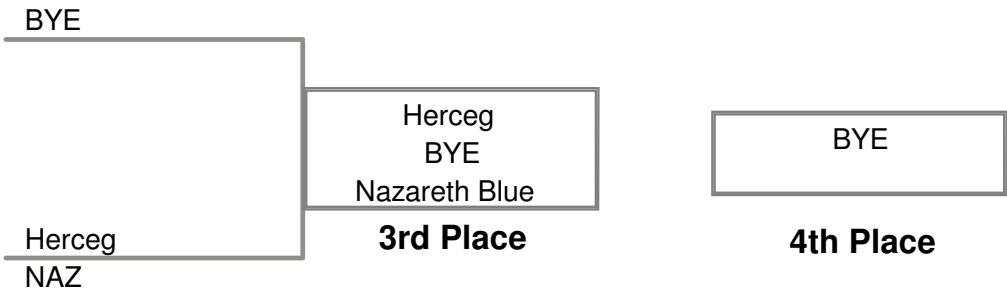 BYE
Herceg
NAZ
Herceg
BYE
Nazareth Blue
3rd Place
BYE
4th Place